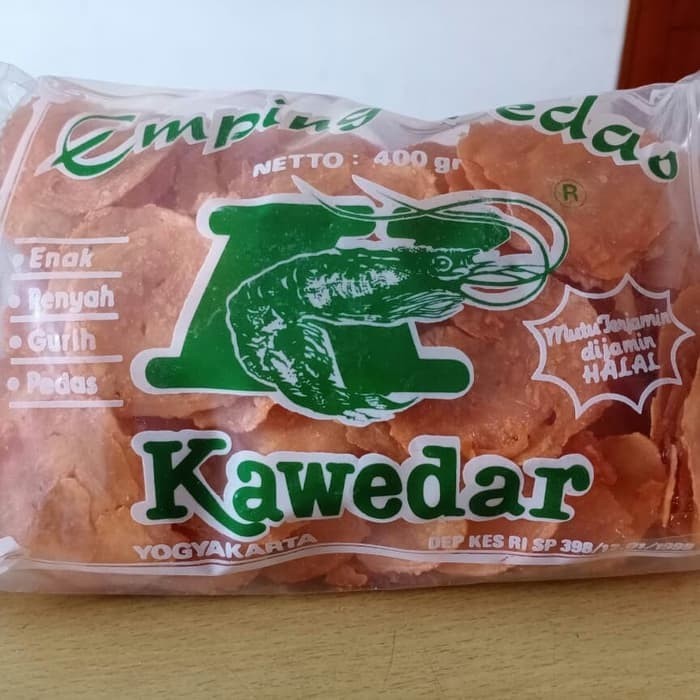 Emping Pedas
NETTO : 400 gr
R
• Enak
• Renyah
• Gurih
• Pedas
Mutu Terjamin
dijamin
HALAL
Kawedar
YOGYAKARTA
DEP KES RI SP 398/